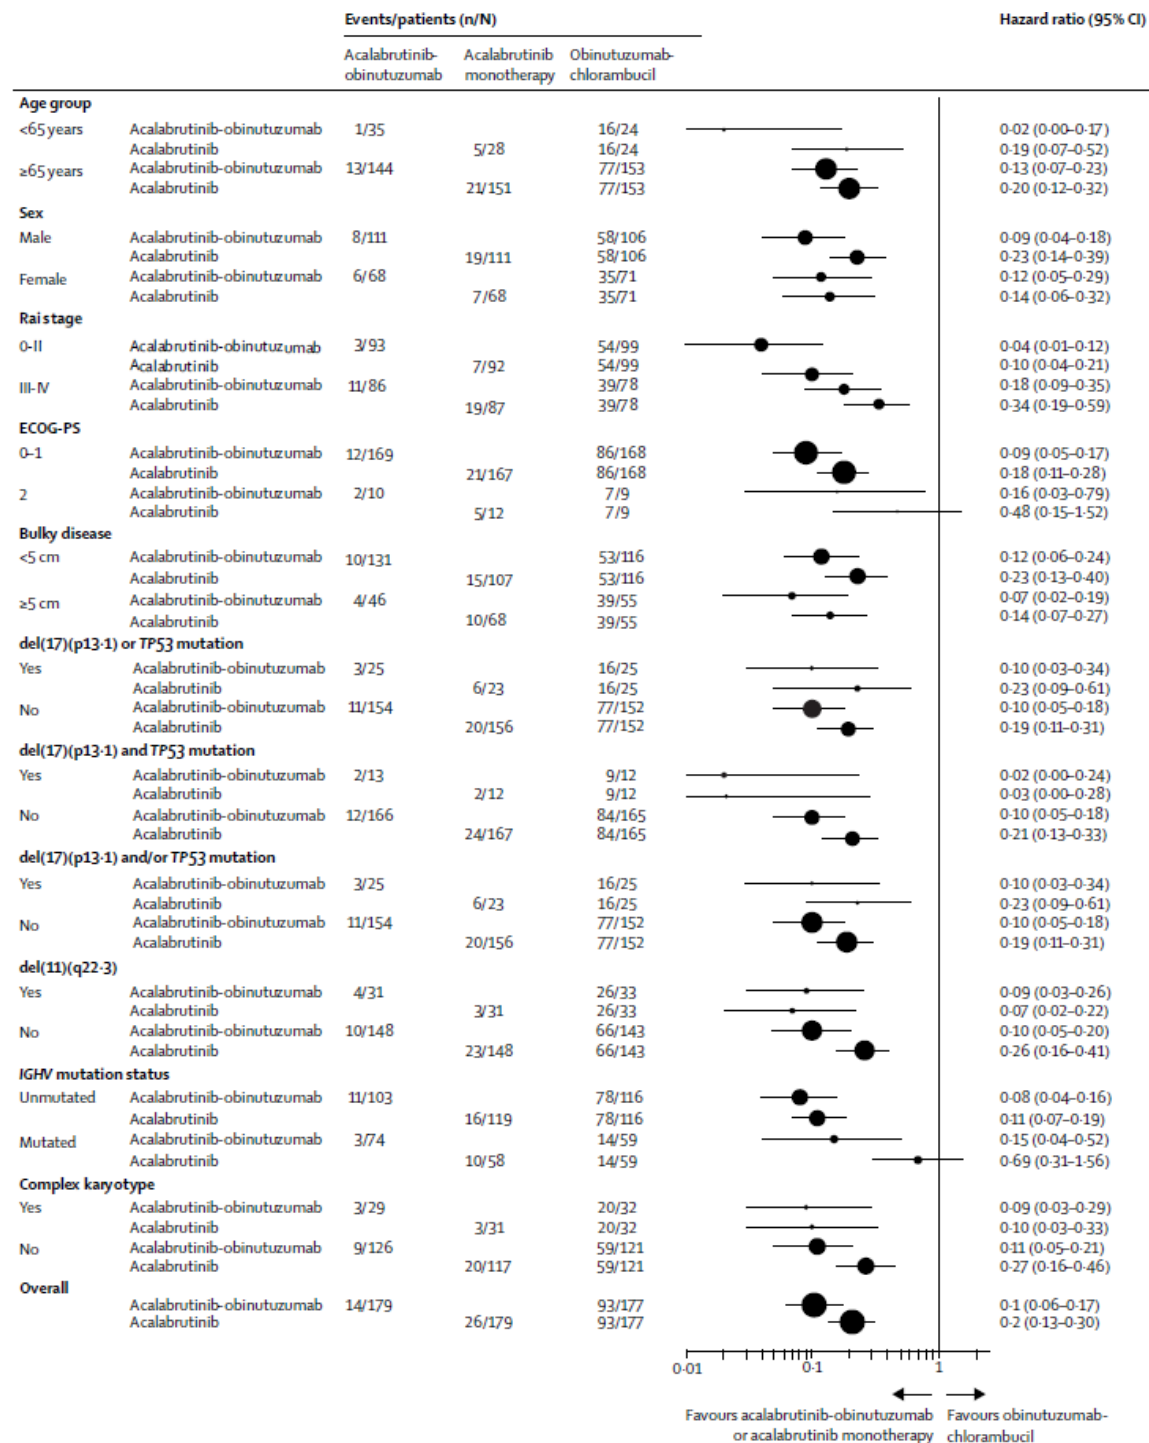 Events/patients (n/N) Hazard ratio (95% CI)
Acalabrutinib- Acalabrutinib Obinutuzumab-
obinutuzumab monotherapy chlorambucil
Age group
<65 years Acalabrutinib-obinutuzumab 1/35 16/24 0·02 (0·00–0·17)
Acalabrutinib 5/28 16/24 0·19 (0·07–0·52)
≥65 years Acalabrutinib-obinutuzumab 13/144 77/153 0·13 (0·07–0·23)
Acalabrutinib 21/151 77/153 0·20 (0·12–0·32)
Sex
Male Acalabrutinib-obinutuzumab 8/111 58/106 0·09 (0·04–0·18)
Acalabrutinib 19/111 58/106 0·23 (0·14–0·39)
Female Acalabrutinib-obinutuzumab 6/68 35/71 0·12 (0·05–0·29)
Acalabrutinib 7/68 35/71 0·14 (0·06–0·32)
Rai stage
0-II Acalabrutinib-obinutuzumab 3/93 54/99 0·04 (0·01–0·12)
Acalabrutinib 7/92 54/99 0·10 (0·04–0·21)
III-IV Acalabrutinib-obinutuzumab 11/86 39/78 0·18 (0·09–0·35)
Acalabrutinib 19/87 39/78 0·34 (0·19–0·59)
ECOG-PS
0–1 Acalabrutinib-obinutuzumab 12/169 86/168 0·09 (0·05–0·17)
Acalabrutinib 21/167 86/168 0·18 (0·11–0·28)
2 Acalabrutinib-obinutuzumab 2/10 7/9 0·16 (0·03–0·79)
Acalabrutinib 5/12 7/9 0·48 (0·15–1·52)
Bulky disease
<5 cm Acalabrutinib-obinutuzumab 10/131 53/116 0·12 (0·06–0·24)
Acalabrutinib 15/107 53/116 0·23 (0·13–0·40)
≥5 cm Acalabrutinib-obinutuzumab 4/46 39/55 0·07 (0·02–0·19)
Acalabrutinib 10/68 39/55 0·14 (0·07–0·27)
del(17)(p13·1) or TP53 mutation
Yes Acalabrutinib-obinutuzumab 3/25 16/25 0·10 (0·03–0·34)
Acalabrutinib 6/23 16/25 0·23 (0·09–0·61)
No Acalabrutinib-obinutuzumab 11/154 77/152 0·10 (0·05–0·18)
Acalabrutinib 20/156 77/152 0·19 (0·11–0·31)
del(17)(p13·1) and TP53 mutation
Yes Acalabrutinib-obinutuzumab 2/13 9/12 0·02 (0·00–0·24)
Acalabrutinib 2/12 9/12 0·03 (0·00–0·28)
No Acalabrutinib-obinutuzumab 12/166 84/165 0·10 (0·05–0·18)
Acalabrutinib 24/167 84/165 0·21 (0·13–0·33)
del(17)(p13·1) and/or TP53 mutation
Yes Acalabrutinib-obinutuzumab 3/25 16/25 0·10 (0·03–0·34)
Acalabrutinib 6/23 16/25 0·23 (0·09–0·61)
No Acalabrutinib-obinutuzumab 11/154 77/152 0·10 (0·05–0·18)
Acalabrutinib 20/156 77/152 0·19 (0·11–0·31)
del(11)(q22·3)
Yes Acalabrutinib-obinutuzumab 4/31 26/33 0·09 (0·03–0·26)
Acalabrutinib 3/31 26/33 0·07 (0·02–0·22)
No Acalabrutinib-obinutuzumab 10/148 66/143 0·10 (0·05–0·20)
Acalabrutinib 23/148 66/143 0·26 (0·16–0·41)
IGHV mutation status
Unmutated Acalabrutinib-obinutuzumab 11/103 78/116 0·08 (0·04–0·16)
Acalabrutinib 16/119 78/116 0·11 (0·07–0·19)
Mutated Acalabrutinib-obinutuzumab 3/74 14/59 0·15 (0·04–0·52)
Acalabrutinib 10/58 14/59 0·69 (0·31–1·56)
Complex karyotype
Yes Acalabrutinib-obinutuzumab 3/29 20/32 0·09 (0·03–0·29)
Acalabrutinib 3/31 20/32 0·10 (0·03–0·33)
No Acalabrutinib-obinutuzumab 9/126 59/121 0·11 (0·05–0·21)
Acalabrutinib 20/117 59/121 0·27 (0·16–0·46)
Overall
Acalabrutinib-obinutuzumab 14/179 93/177 0·1 (0·06–0·17)
Acalabrutinib 26/179 93/177 0·2 (0·13–0·30)
0·01 0·1 1
Favours acalabrutinib-obinutuzumab Favours obinutuzumab-
or acalabrutinib monotherapy chlorambucil